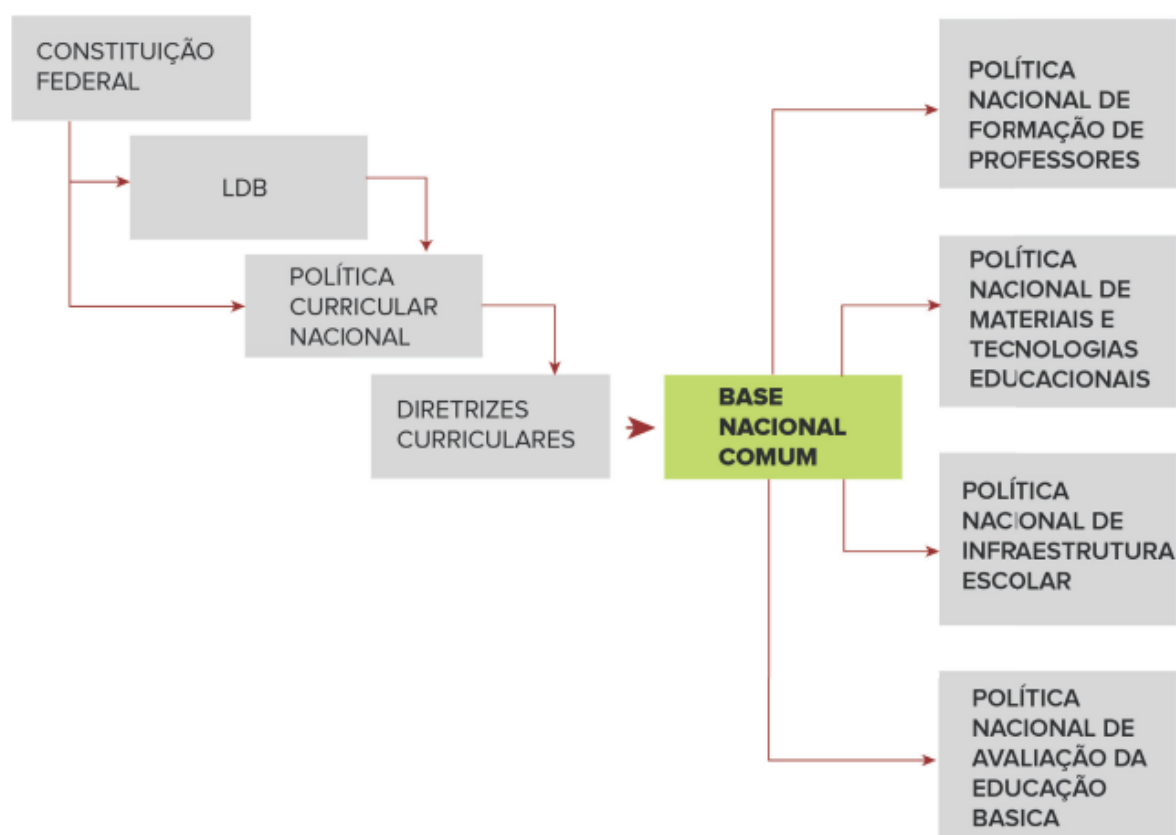 CONSTITUIÇÃO
FEDERAL
LDB
POLÍTICA
CURRICULAR
NACIONAL
DIRETRIZES
CURRICULARES
BASE
NACIONAL
COMUM
POLÍTICA
NACIONAL DE
FORMAÇÃO DE
PROFESSORES
POLÍTICA
NACIONAL DE
MATERIAIS E
TECNOLOGIAS
EDUCACIONAIS
POLÍTICA
NACIONAL DE
INFRAESTRUTURA
ESCOLAR
POLÍTICA
NACIONAL DE
AVALIAÇÃO DA
EDUCAÇÃO
BASICA